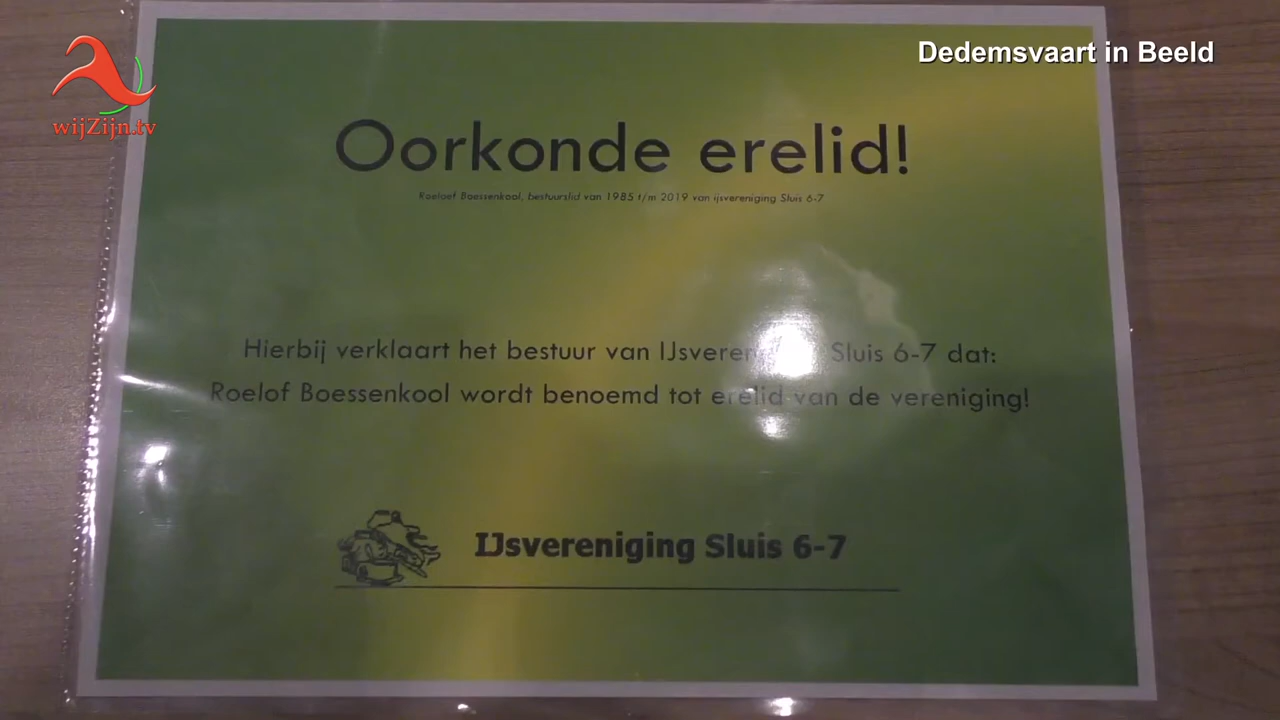 Dedemsvaart in Beeld
wijZijn.tv
Oorkonde erelid!
Roeloef Boessenkool, bestuurslid van 1985 t/m 2019 van ijsvereniging Sluis 6-7
Hierbij verklaart het bestuur van Sluis 6-7 dat:
Roelof Boessenkool wordt benoemd tot erelid van de vereniging!
IJsvereniging Sluis 6-7